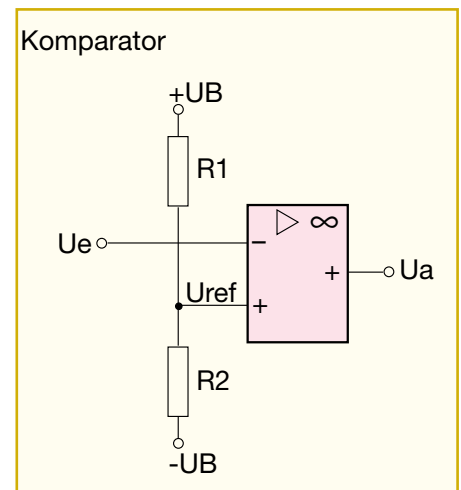 Komparator
+UB
R1
▷ ∞
Ue
−
+
Ua
Uref
+
R2
-UB